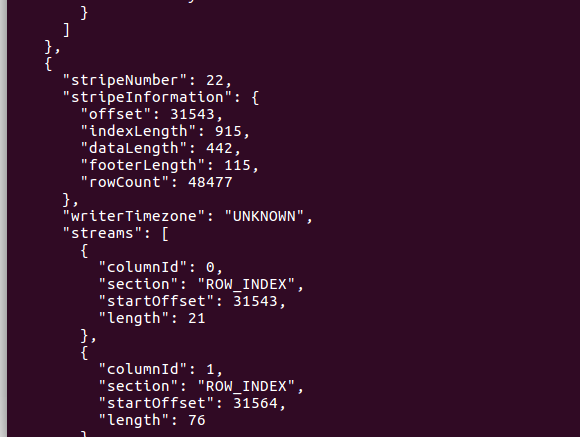 }
]
},
{
"stripeNumber": 22,
"stripeInformation": {
"offset": 31543,
"indexLength": 915,
"dataLength": 442,
"footerLength": 115,
"rowCount": 48477
},
"writerTimezone": "UNKNOWN",
"streams": [
{
"columnId": 0,
"section": "ROW_INDEX",
"startOffset": 31543,
"length": 21
},
{
"columnId": 1,
"section": "ROW_INDEX",
"startOffset": 31564,
"length": 76